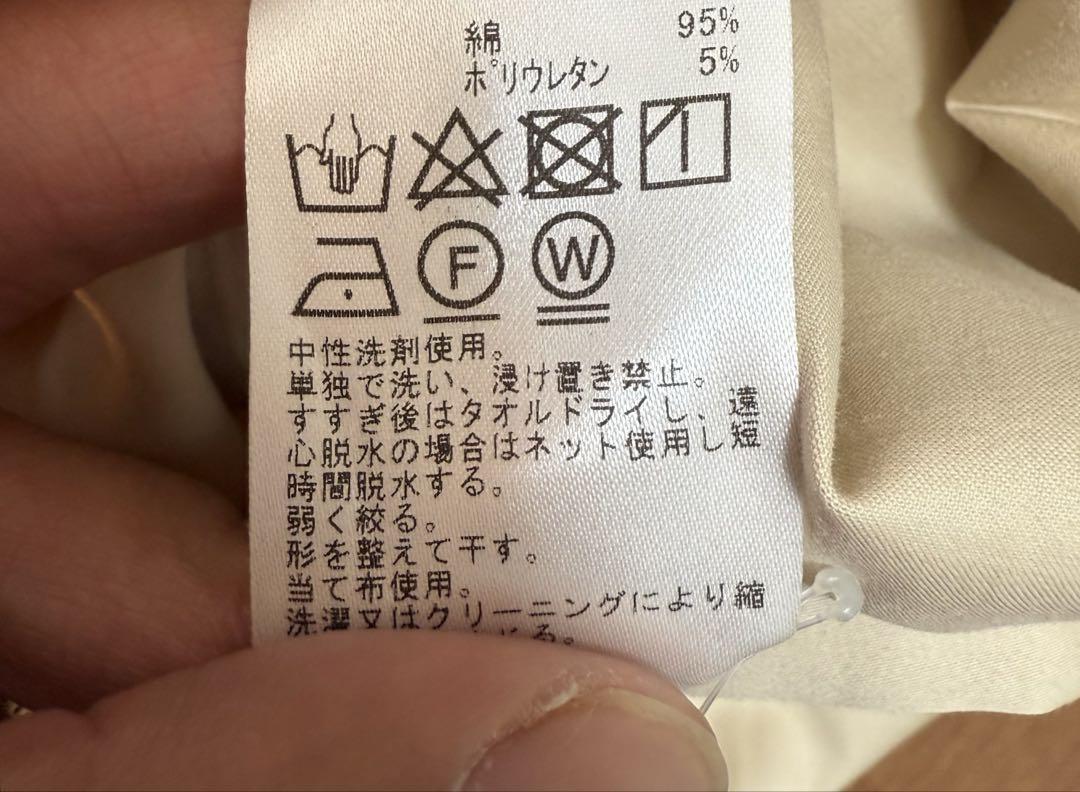 綿 95%
ポリウレタン 5%
F W
中性洗剤使用。
単独で洗い、浸け置き禁止。
すすぎ後はタオルドライし、遠
心脱水の場合はネット使用し短
時間脱水する。
弱く絞る。
形を整えて干す。
当て布使用。
洗濯又はクリーニングにより縮
る。